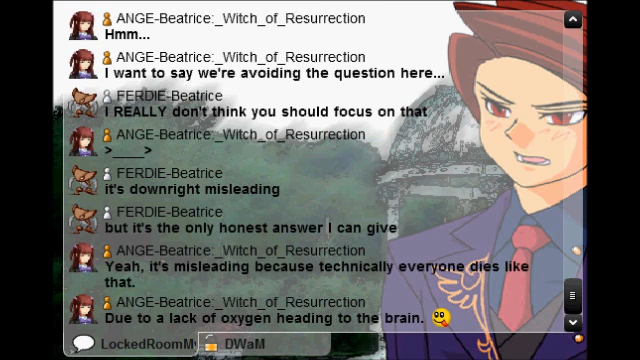 ANGE-Beatrice:_Witch_of_Resurrection
Hmm...
ANGE-Beatrice:_Witch_of_Resurrection
I want to say we're avoiding the question here...
FERDIE-Beatrice
I REALLY don't think you should focus on that
ANGE-Beatrice:_Witch_of_Resurrection
>____>
FERDIE-Beatrice
it's downright misleading
FERDIE-Beatrice
but it's the only honest answer I can give
ANGE-Beatrice:_Witch_of_Resurrection
Yeah, it's misleading because technically everyone dies like
that.
ANGE-Beatrice:_Witch_of_Resurrection
Due to a lack of oxygen heading to the brain.
LockedRoomMy
DWaM